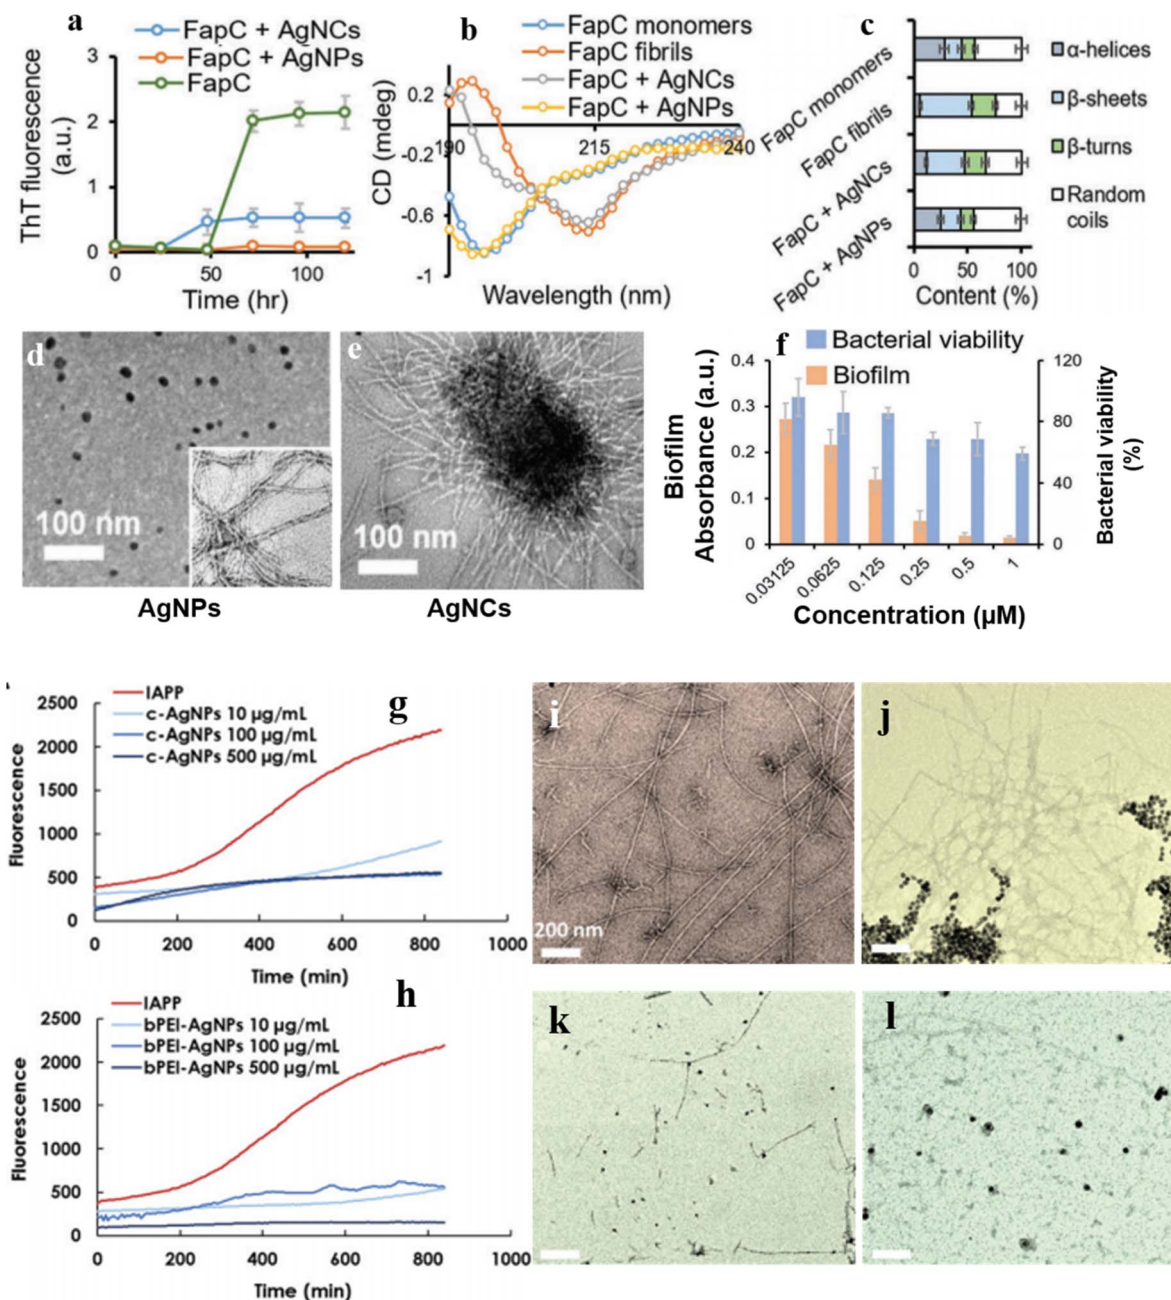 a
FapC + AgNCs
FapC + AgNPs
FapC
3
2
1
0
ThT fluorescence
(a.u.)
0
50
100
Time (hr)
b
FapC monomers
FapC fibrils
FapC + AgNCs
FapC + AgNPs
0.2
-0.2
-0.6
-1
CD (mdeg)
190
215
240
Wavelength (nm)
c
FapC monomers
FapC fibrils
FapC + AgNCs
FapC + AgNPs
α-helices
β-sheets
β-turns
Random
coils
0
50
100
Content (%)
d
100 nm
AgNPs
e
100 nm
AgNCs
f
Bacterial viability
Biofilm
0.4
0.3
0.2
0.1
0
Biofilm
Absorbance (a.u.)
120
80
40
0
Bacterial viability
(%)
0.03125
0.0625
0.125
0.25
0.5
1
Concentration (μM)
g
IAPP
c-AgNPs 10 μg/mL
c-AgNPs 100 μg/mL
c-AgNPs 500 μg/mL
2500
2000
1500
1000
500
0
Fluorescence
0
200
400
600
800
1000
Time (min)
h
IAPP
bPEI-AgNPs 10 μg/mL
bPEI-AgNPs 100 μg/mL
bPEI-AgNPs 500 μg/mL
2500
2000
1500
1000
500
0
Fluorescence
0
200
400
600
800
1000
Time (min)
i
200 nm
j
k
l